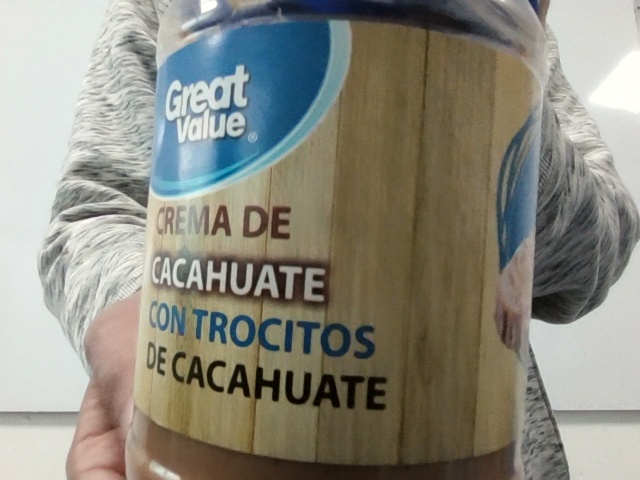 Great
Value®
CREMA DE
CACAHUATE
CON TROCITOS
DE CACAHUATE